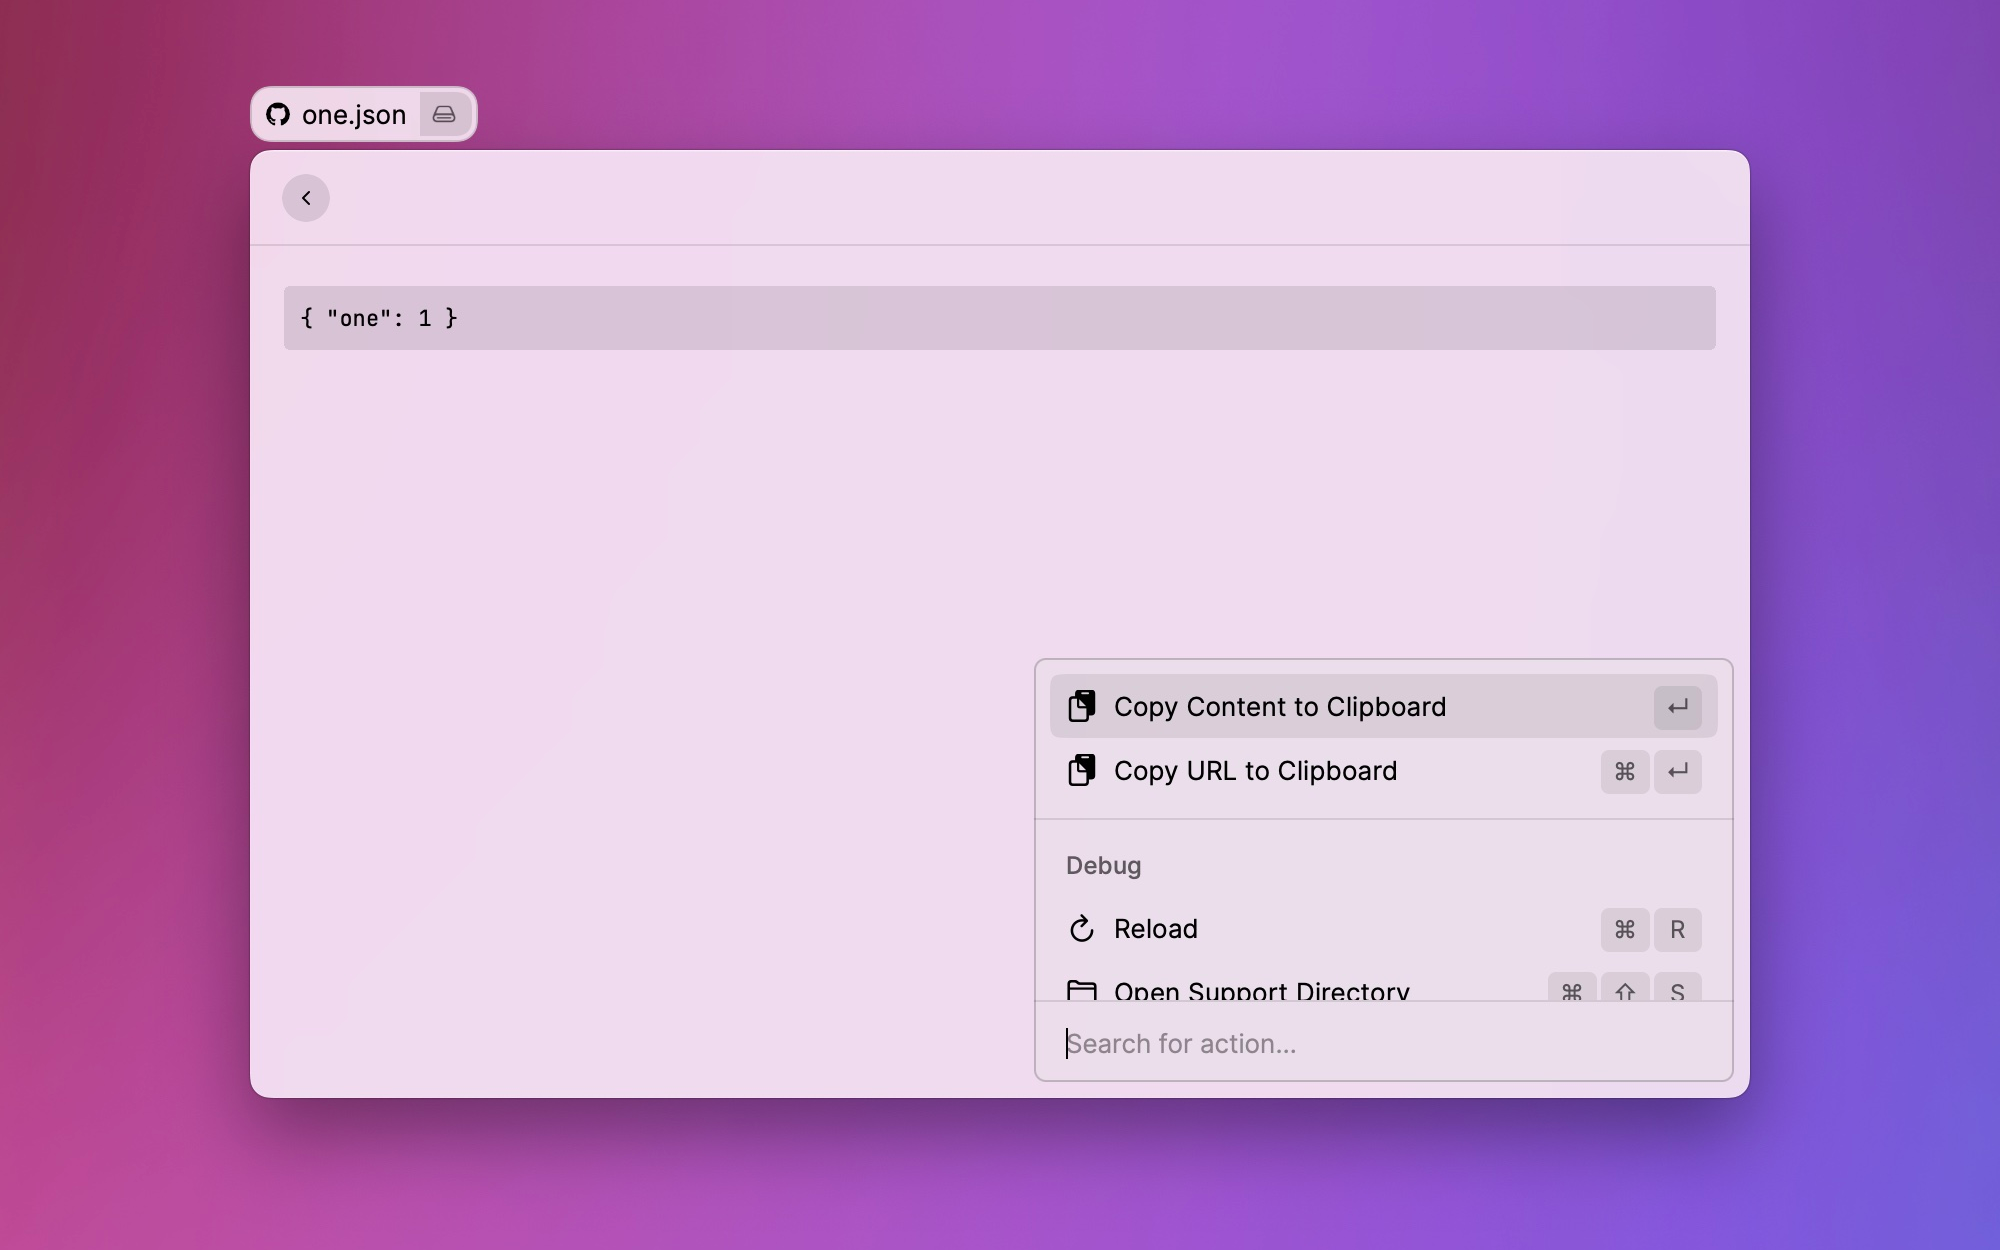 one.json
{ "one": 1 }
Copy Content to Clipboard ↵
Copy URL to Clipboard ⌘ ↵
Debug
Reload ⌘ R
Open Support Directory ⌘ ⇧ S
Search for action...